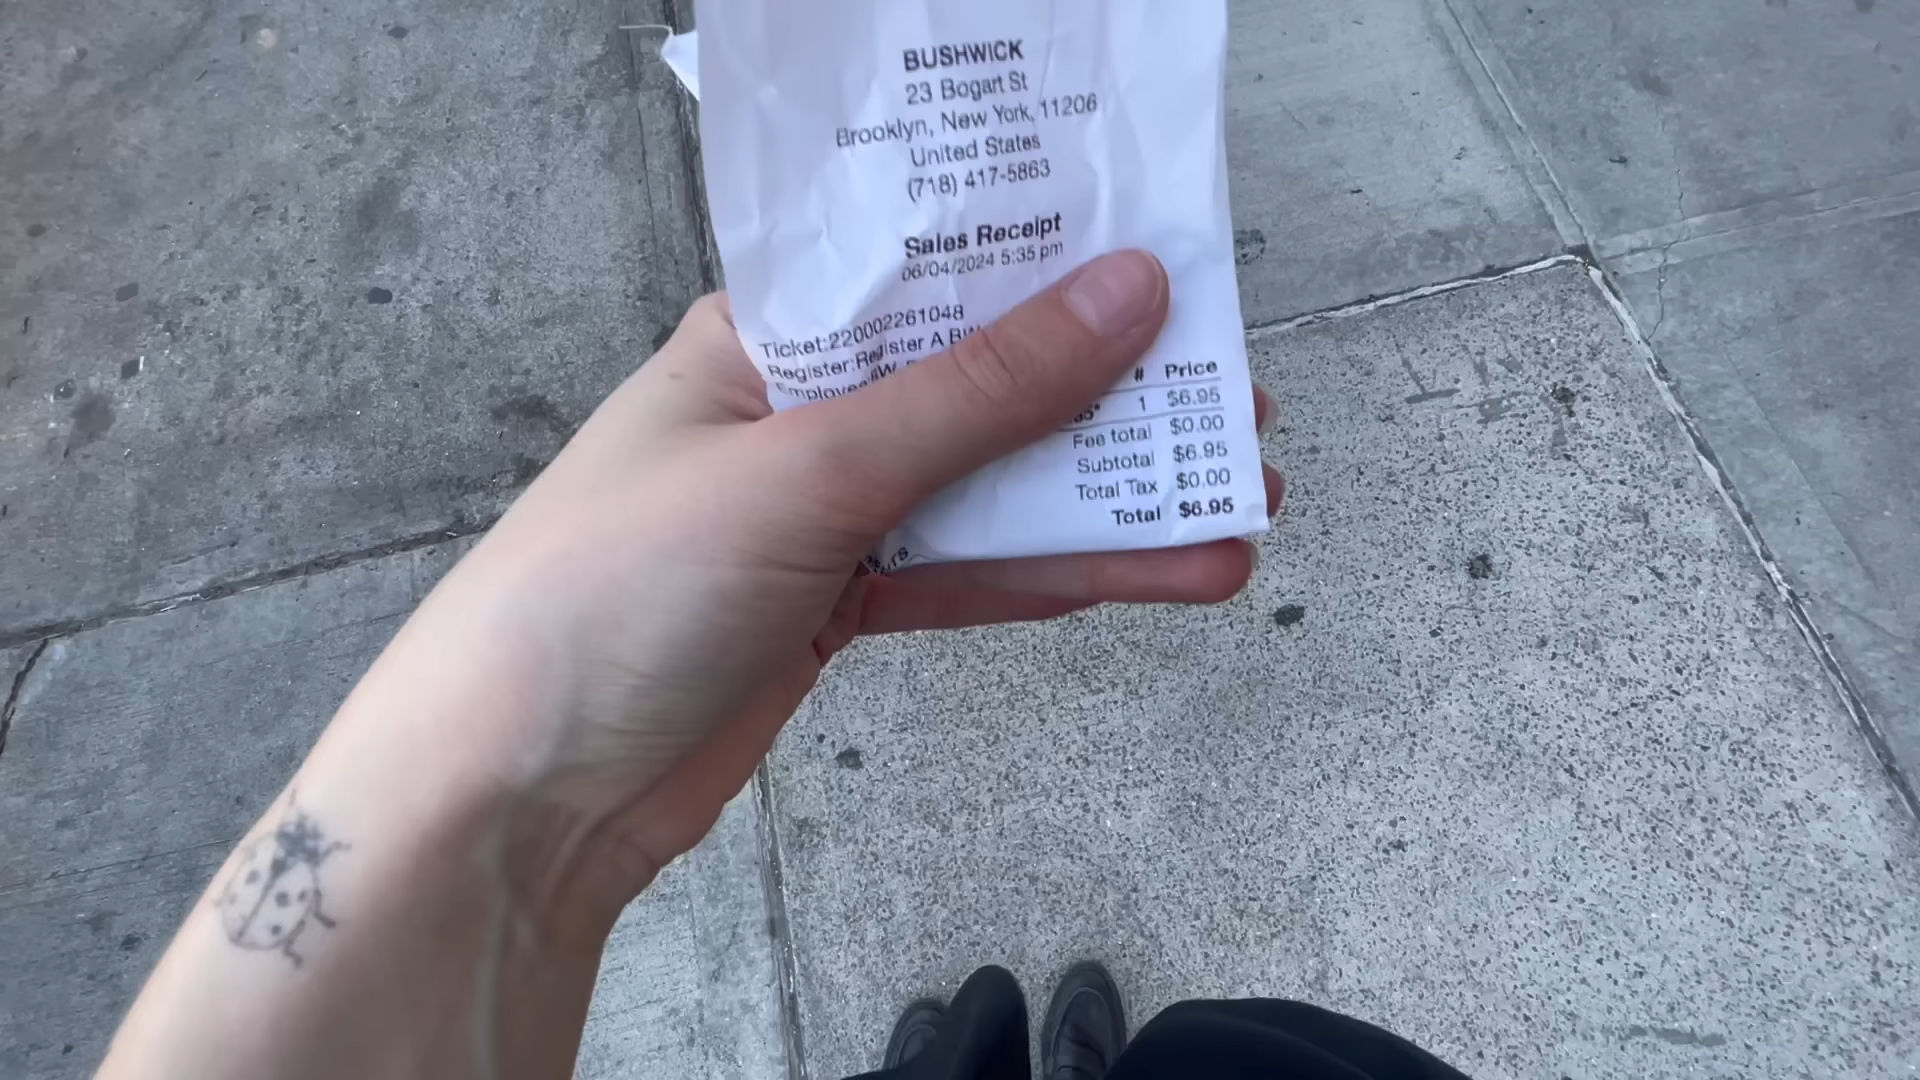 BUSHWICK
23 Bogart St
Brooklyn, New York, 11206
United States
(718) 417-5863
Sales Receipt
06/04/2024 5:35 pm
Ticket:220002261048
Register:Register A
# Price
1 $6.95
Fee total $0.00
Subtotal $6.95
Total Tax $0.00
Total $6.95